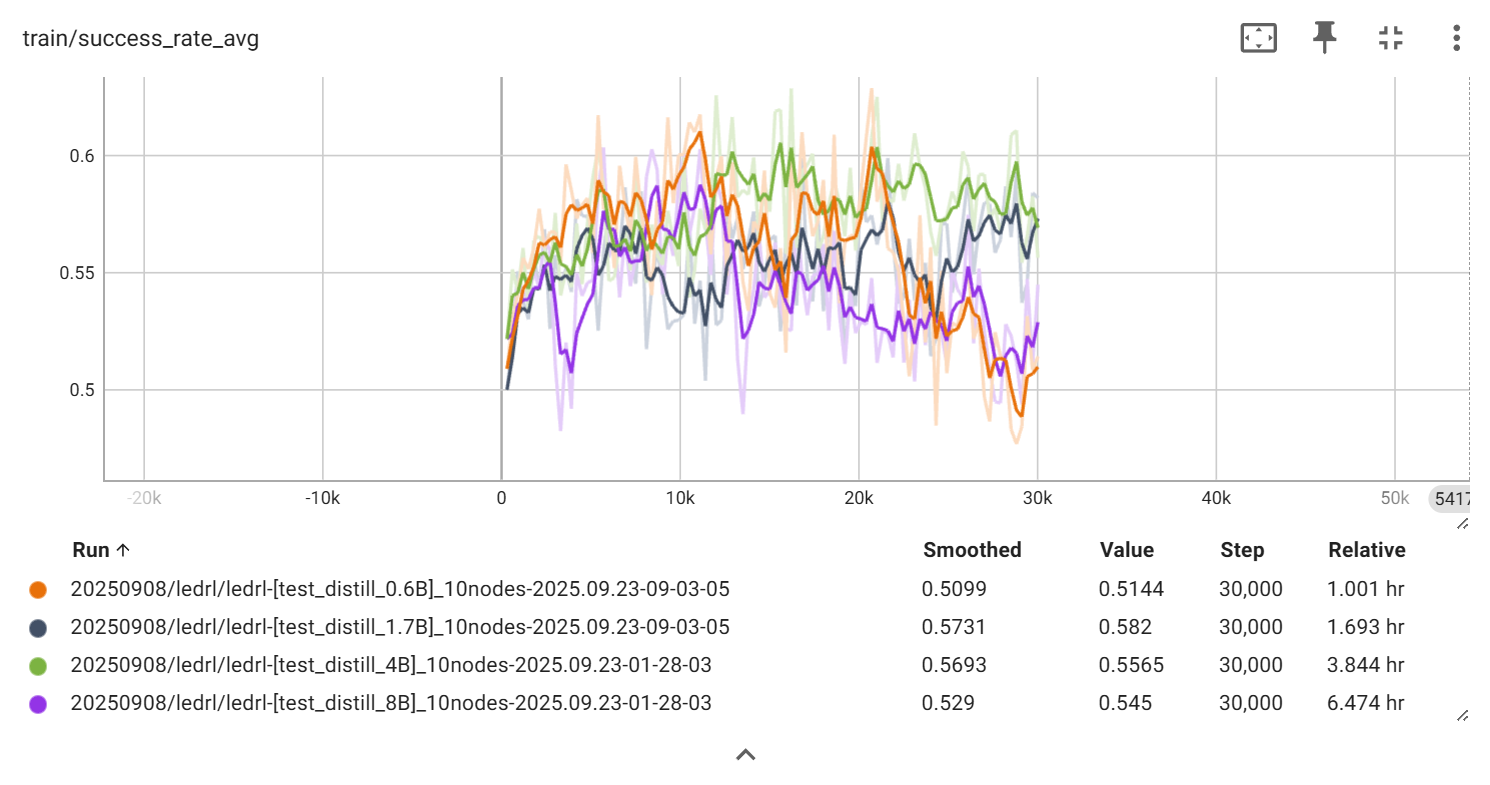 train/success_rate_avg
0.6
0.55
0.5
-20k -10k 0 10k 20k 30k 40k 50k 5417
Run Smoothed Value Step Relative
20250908/ledrl/ledrl-[test_distill_0.6B]_10nodes-2025.09.23-09-03-05 0.5099 0.5144 30,000 1.001 hr
20250908/ledrl/ledrl-[test_distill_1.7B]_10nodes-2025.09.23-09-03-05 0.5731 0.582 30,000 1.693 hr
20250908/ledrl/ledrl-[test_distill_4B]_10nodes-2025.09.23-01-28-03 0.5693 0.5565 30,000 3.844 hr
20250908/ledrl/ledrl-[test_distill_8B]_10nodes-2025.09.23-01-28-03 0.529 0.545 30,000 6.474 hr